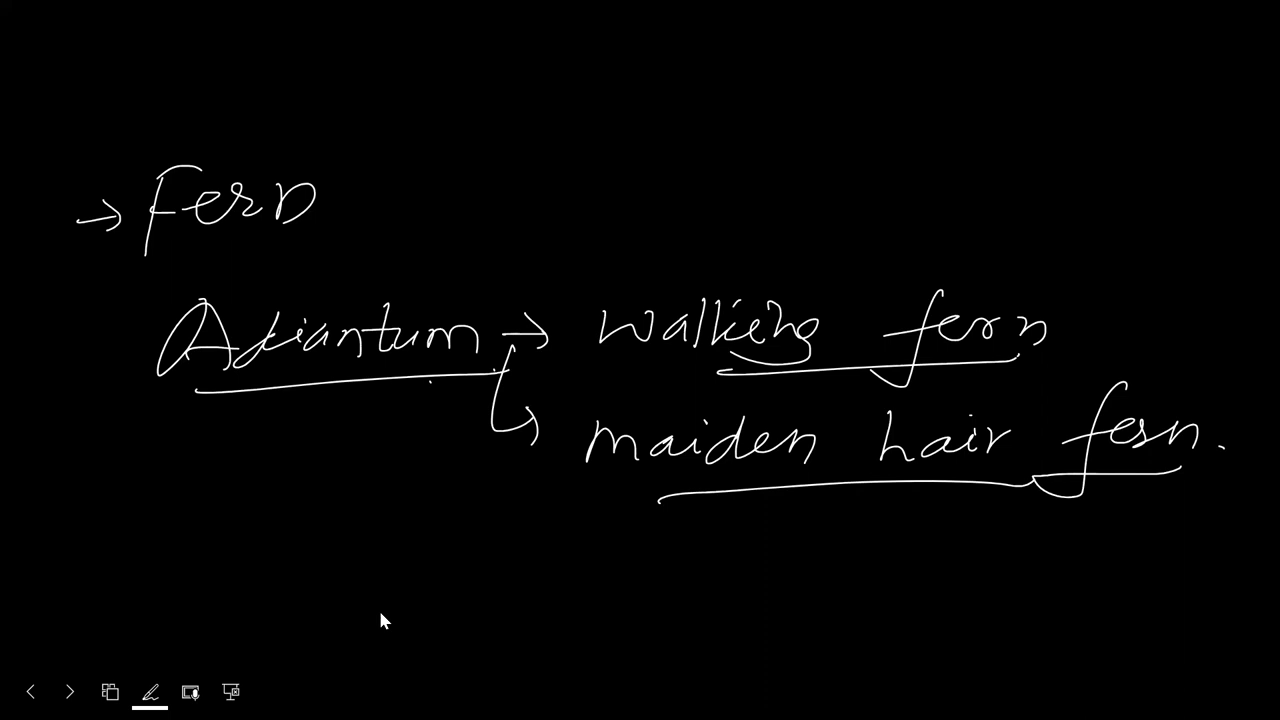 → Fern
Adiantum → walking fern
↳ maiden hair fern.